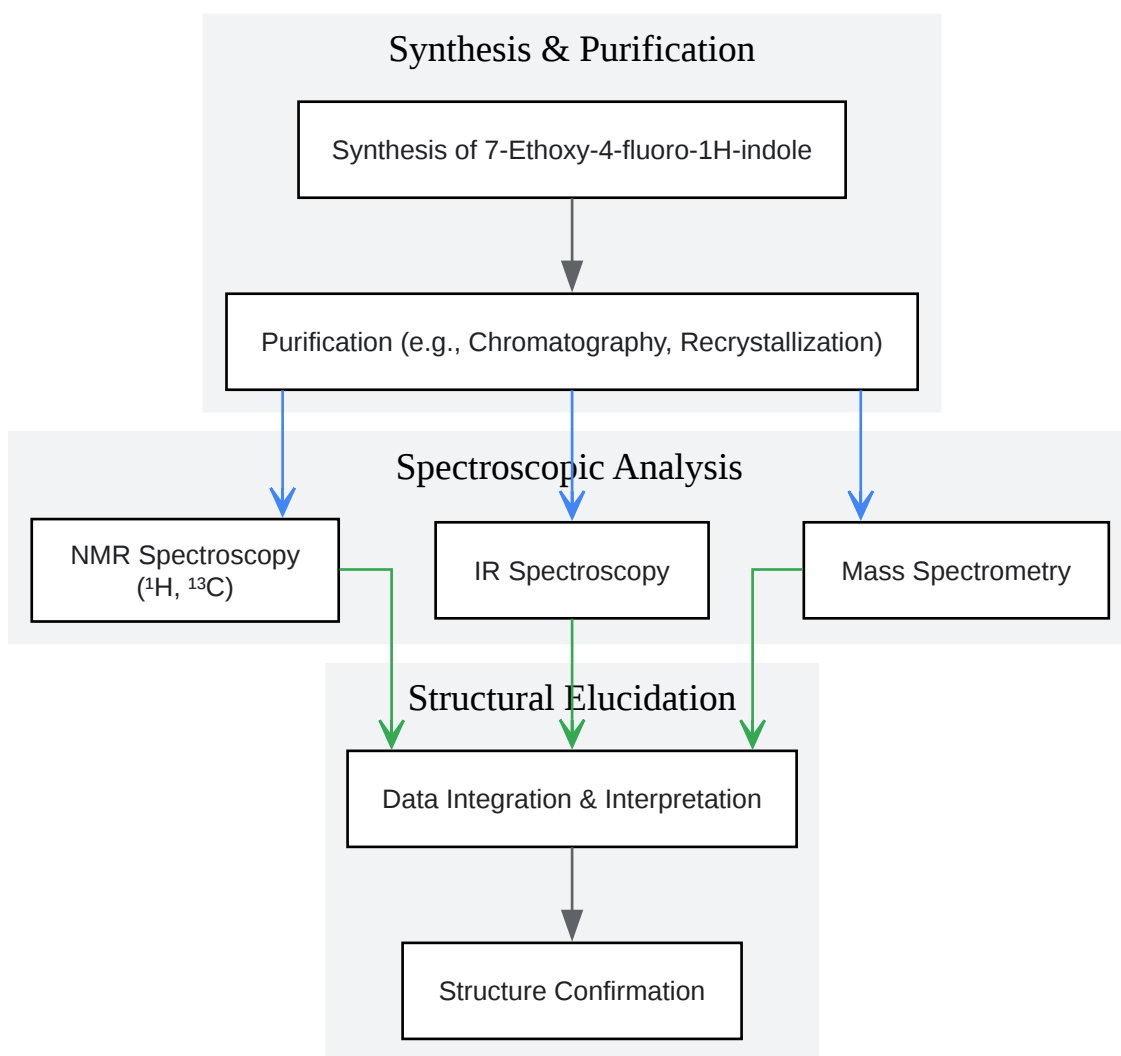 Synthesis & Purification
Synthesis of 7-Ethoxy-4-fluoro-1H-indole
Purification (e.g., Chromatography, Recrystallization)
Spectroscopic Analysis
NMR Spectroscopy
(¹H, ¹³C)
IR Spectroscopy
Mass Spectrometry
Structural Elucidation
Data Integration & Interpretation
Structure Confirmation